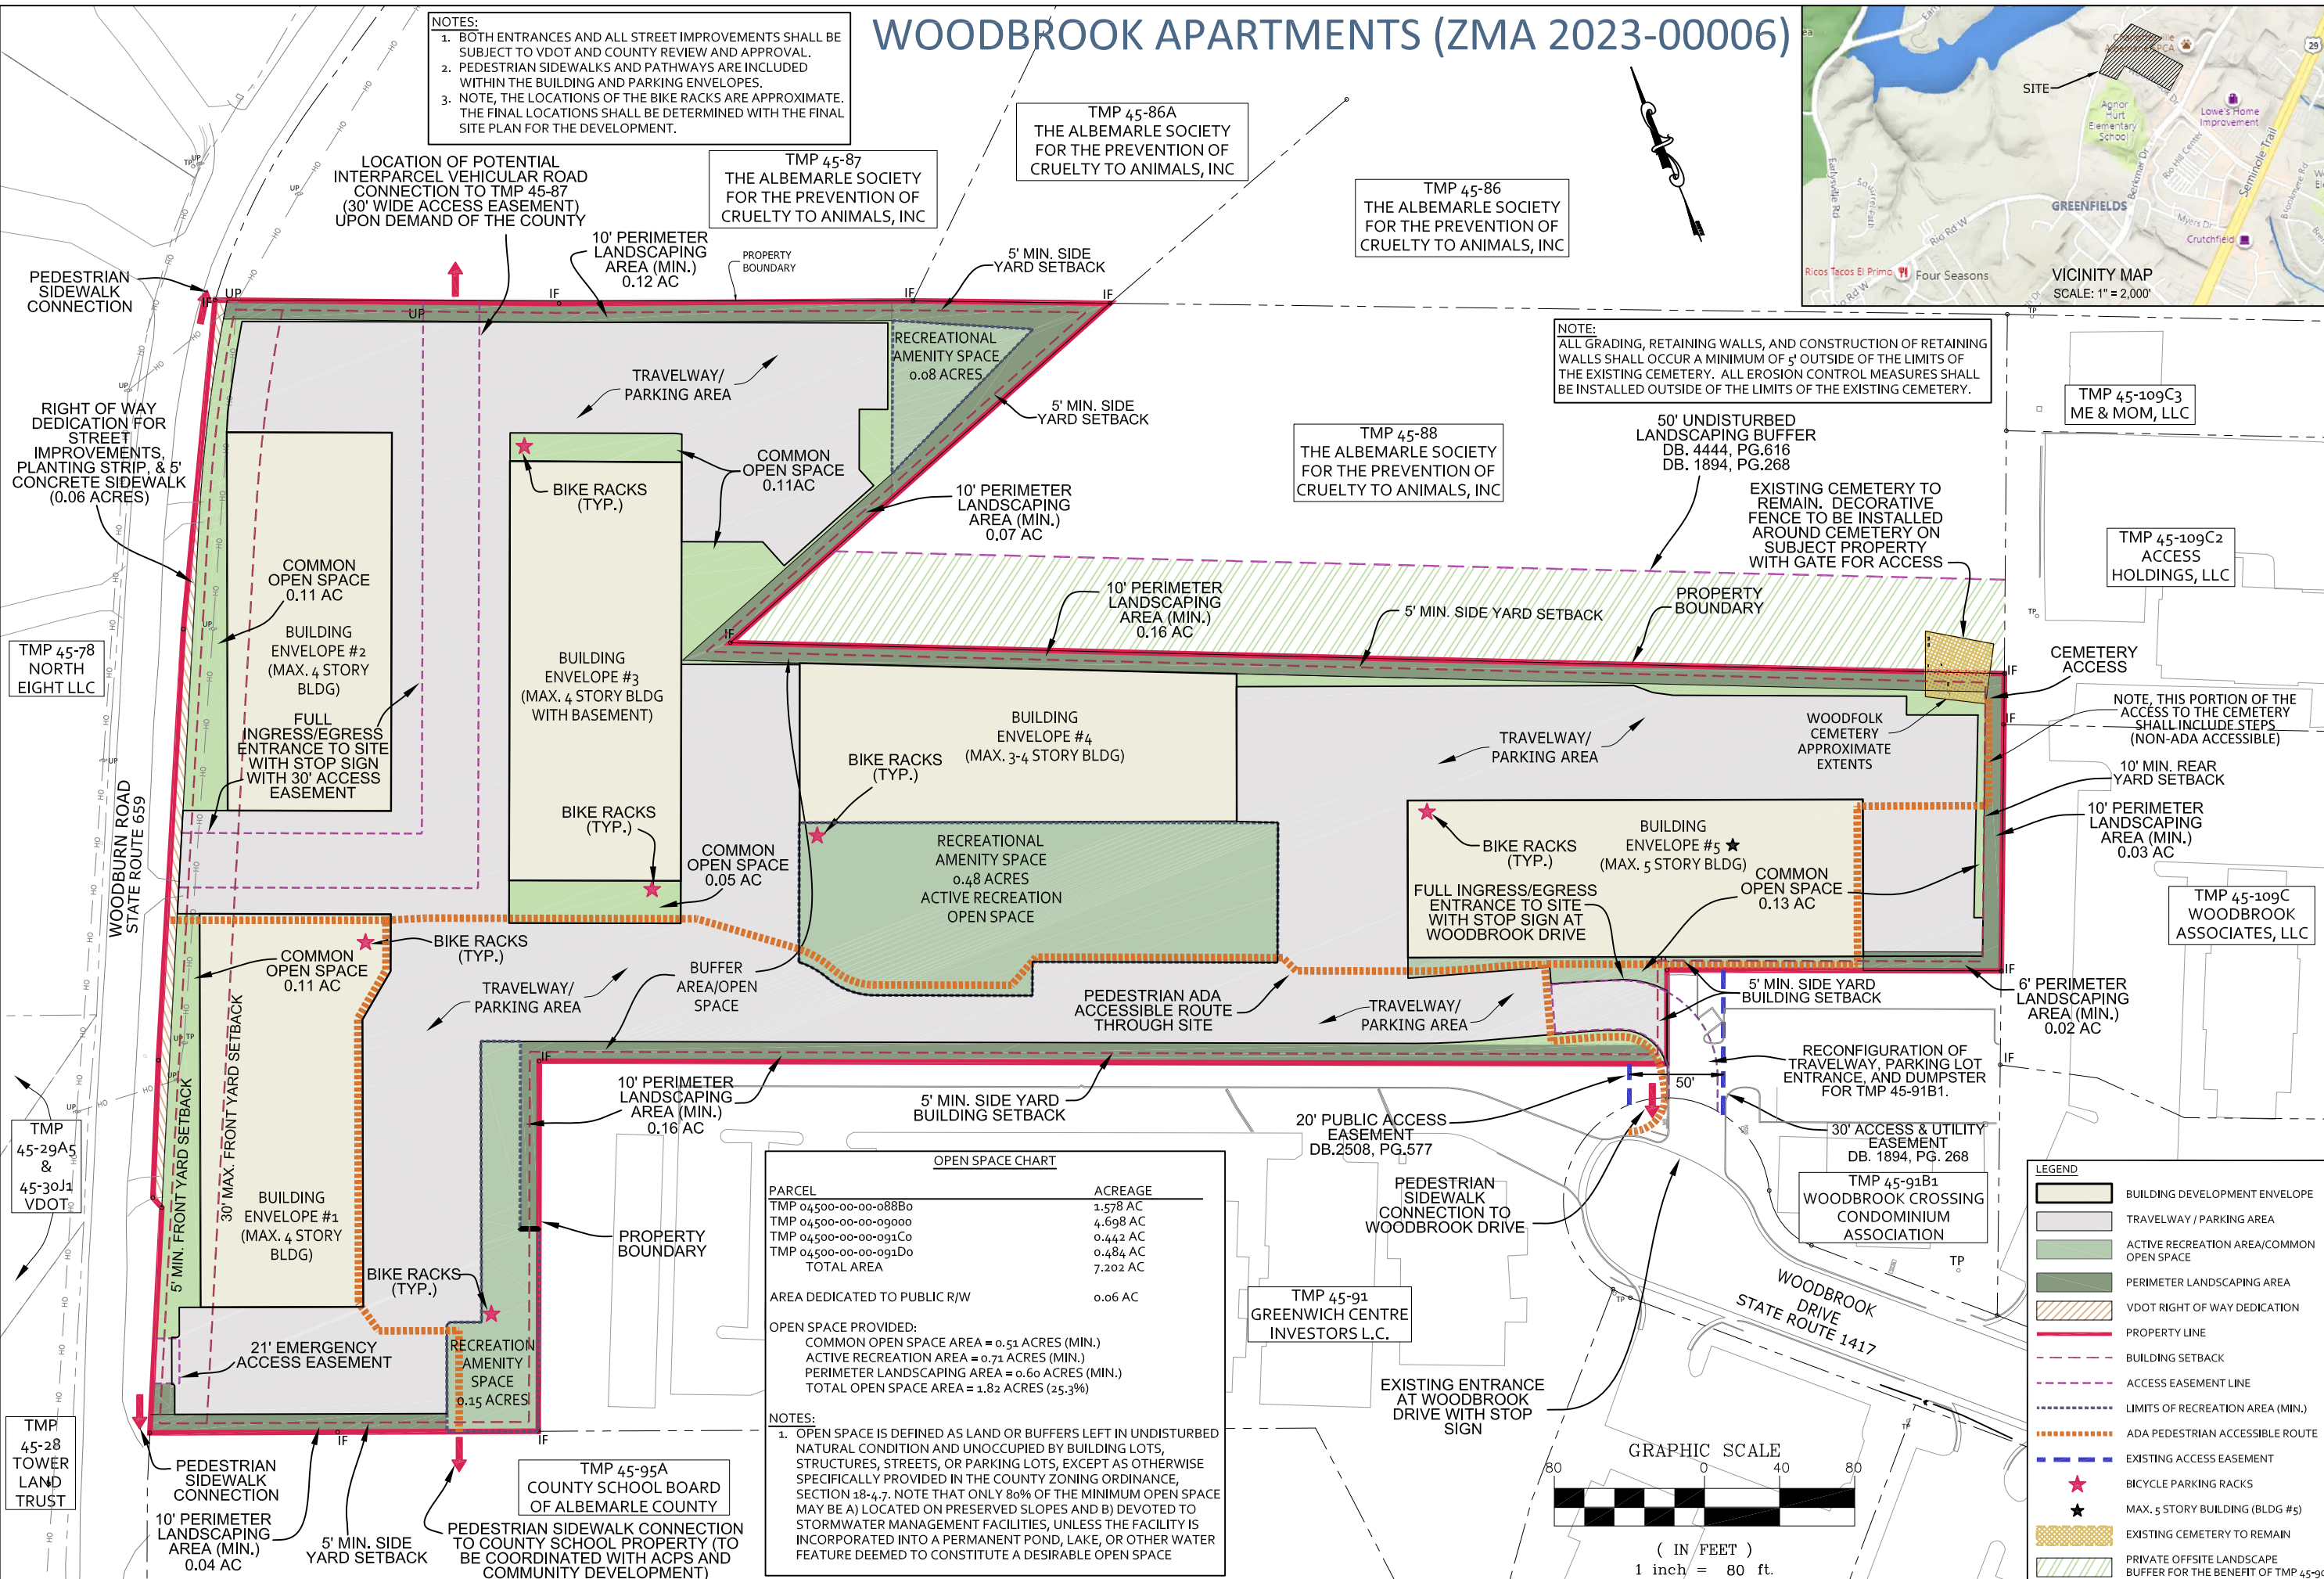 WOODBROOK APARTMENTS (ZMA 2023-00006)
NOTES:
1. BOTH ENTRANCES AND ALL STREET IMPROVEMENTS SHALL BE
SUBJECT TO VDOT AND COUNTY REVIEW AND APPROVAL.
2. PEDESTRIAN SIDEWALKS AND PATHWAYS ARE INCLUDED
WITHIN THE BUILDING AND PARKING ENVELOPES.
3. NOTE, THE LOCATIONS OF THE BIKE RACKS ARE APPROXIMATE.
THE FINAL LOCATIONS SHALL BE DETERMINED WITH THE FINAL
SITE PLAN FOR THE DEVELOPMENT.
SITE
Agnor
Hurt
Elementary
School
Lowe's Home
Improvement
29
Earlysville Rd
Rio Hill Center
Berkmar Dr
Seminole Trail
GREENFIELDS
Myers Dr
Rio Rd W
Crutchfield
Ricos Tacos El Primo
Four Seasons
Rio Rd W
VICINITY MAP
SCALE: 1" = 2,000'
TMP 45-86A
THE ALBEMARLE SOCIETY
FOR THE PREVENTION OF
CRUELTY TO ANIMALS, INC
TMP 45-87
THE ALBEMARLE SOCIETY
FOR THE PREVENTION OF
CRUELTY TO ANIMALS, INC
TMP 45-86
THE ALBEMARLE SOCIETY
FOR THE PREVENTION OF
CRUELTY TO ANIMALS, INC
LOCATION OF POTENTIAL
INTERPARCEL VEHICULAR ROAD
CONNECTION TO TMP 45-87
(30' WIDE ACCESS EASEMENT)
UPON DEMAND OF THE COUNTY
10' PERIMETER
LANDSCAPING
AREA (MIN.)
0.12 AC
PROPERTY
BOUNDARY
5' MIN. SIDE
YARD SETBACK
PEDESTRIAN
SIDEWALK
CONNECTION
IF
UP
IF
IF
IF
UP
RECREATIONAL
AMENITY SPACE
0.08 ACRES
TRAVELWAY/
PARKING AREA
5' MIN. SIDE
YARD SETBACK
NOTE:
ALL GRADING, RETAINING WALLS, AND CONSTRUCTION OF RETAINING
WALLS SHALL OCCUR A MINIMUM OF 5' OUTSIDE OF THE LIMITS OF
THE EXISTING CEMETERY. ALL EROSION CONTROL MEASURES SHALL
BE INSTALLED OUTSIDE OF THE LIMITS OF THE EXISTING CEMETERY.
TMP 45-109C3
ME & MOM, LLC
RIGHT OF WAY
DEDICATION FOR
STREET
IMPROVEMENTS,
PLANTING STRIP, & 5'
CONCRETE SIDEWALK
(0.06 ACRES)
TMP 45-88
THE ALBEMARLE SOCIETY
FOR THE PREVENTION OF
CRUELTY TO ANIMALS, INC
50' UNDISTURBED
LANDSCAPING BUFFER
DB. 4444, PG.616
DB. 1894, PG.268
COMMON
OPEN SPACE
0.11AC
BIKE RACKS
(TYP.)
10' PERIMETER
LANDSCAPING
AREA (MIN.)
0.07 AC
EXISTING CEMETERY TO
REMAIN. DECORATIVE
FENCE TO BE INSTALLED
AROUND CEMETERY ON
SUBJECT PROPERTY
WITH GATE FOR ACCESS
TMP 45-109C2
ACCESS
HOLDINGS, LLC
COMMON
OPEN SPACE
0.11 AC
BUILDING
ENVELOPE #2
(MAX. 4 STORY
BLDG)
10' PERIMETER
LANDSCAPING
AREA (MIN.)
0.16 AC
5' MIN. SIDE YARD SETBACK
PROPERTY
BOUNDARY
TMP 45-78
NORTH
EIGHT LLC
BUILDING
ENVELOPE #3
(MAX. 4 STORY BLDG
WITH BASEMENT)
IF
CEMETERY
ACCESS
IF
NOTE, THIS PORTION OF THE
ACCESS TO THE CEMETERY
SHALL INCLUDE STEPS
(NON-ADA ACCESSIBLE)
IF
FULL
INGRESS/EGRESS
ENTRANCE TO SITE
WITH STOP SIGN
WITH 30' ACCESS
EASEMENT
BUILDING
ENVELOPE #4
(MAX. 3-4 STORY BLDG)
TRAVELWAY/
PARKING AREA
WOODFOLK
CEMETERY
APPROXIMATE
EXTENTS
10' MIN. REAR
YARD SETBACK
BIKE RACKS
(TYP.)
BIKE RACKS
(TYP.)
10' PERIMETER
LANDSCAPING
AREA (MIN.)
0.03 AC
WOODBURN ROAD
STATE ROUTE 659
COMMON
OPEN SPACE
0.05 AC
RECREATIONAL
AMENITY SPACE
0.48 ACRES
ACTIVE RECREATION
OPEN SPACE
BIKE RACKS
(TYP.)
BUILDING
ENVELOPE #5
(MAX. 5 STORY BLDG)
FULL INGRESS/EGRESS
ENTRANCE TO SITE
WITH STOP SIGN AT
WOODBROOK DRIVE
COMMON
OPEN SPACE
0.13 AC
TMP 45-109C
WOODBROOK
ASSOCIATES, LLC
COMMON
OPEN SPACE
0.11 AC
BIKE RACKS
(TYP.)
TRAVELWAY/
PARKING AREA
BUFFER
AREA/OPEN
SPACE
PEDESTRIAN ADA
ACCESSIBLE ROUTE
THROUGH SITE
TRAVELWAY/
PARKING AREA
5' MIN. SIDE YARD
BUILDING SETBACK
IF
6' PERIMETER
LANDSCAPING
AREA (MIN.)
0.02 AC
IF
IF
5' MIN. FRONT YARD SETBACK
30' MAX. FRONT YARD SETBACK
10' PERIMETER
LANDSCAPING
AREA (MIN.)
0.16 AC
5' MIN. SIDE YARD
BUILDING SETBACK
50'
RECONFIGURATION OF
TRAVELWAY, PARKING LOT
ENTRANCE, AND DUMPSTER
FOR TMP 45-91B1.
20' PUBLIC ACCESS
EASEMENT
DB.2508, PG.577
30' ACCESS & UTILITY
EASEMENT
DB. 1894, PG. 268
TMP
45-29A5
&
45-30J1
VDOT
BUILDING
ENVELOPE #1
(MAX. 4 STORY
BLDG)
PROPERTY
BOUNDARY
BIKE RACKS
(TYP.)
OPEN SPACE CHART
PARCEL ACREAGE
TMP 04500-00-00-088B0 1.578 AC
TMP 04500-00-00-09000 4.698 AC
TMP 04500-00-00-091C0 0.442 AC
TMP 04500-00-00-091D0 0.484 AC
TOTAL AREA 7.202 AC
AREA DEDICATED TO PUBLIC R/W 0.06 AC
OPEN SPACE PROVIDED:
COMMON OPEN SPACE AREA = 0.51 ACRES (MIN.)
ACTIVE RECREATION AREA = 0.71 ACRES (MIN.)
PERIMETER LANDSCAPING AREA = 0.60 ACRES (MIN.)
TOTAL OPEN SPACE AREA = 1.82 ACRES (25.3%)
NOTES:
1. OPEN SPACE IS DEFINED AS LAND OR BUFFERS LEFT IN UNDISTURBED
NATURAL CONDITION AND UNOCCUPIED BY BUILDING LOTS,
STRUCTURES, STREETS, OR PARKING LOTS, EXCEPT AS OTHERWISE
SPECIFICALLY PROVIDED IN THE COUNTY ZONING ORDINANCE,
SECTION 18-4.7. NOTE THAT ONLY 80% OF THE MINIMUM OPEN SPACE
MAY BE A) LOCATED ON PRESERVED SLOPES AND B) DEVOTED TO
STORMWATER MANAGEMENT FACILITIES, UNLESS THE FACILITY IS
INCORPORATED INTO A PERMANENT POND, LAKE, OR OTHER WATER
FEATURE DEEMED TO CONSTITUTE A DESIRABLE OPEN SPACE
PEDESTRIAN
SIDEWALK
CONNECTION TO
WOODBROOK DRIVE
TMP 45-91B1
WOODBROOK CROSSING
CONDOMINIUM
ASSOCIATION
TP
WOODBROOK
DRIVE
STATE ROUTE 1417
TMP 45-91
GREENWICH CENTRE
INVESTORS L.C.
EXISTING ENTRANCE
AT WOODBROOK
DRIVE WITH STOP
SIGN
21' EMERGENCY
ACCESS EASEMENT
RECREATION
AMENITY
SPACE
0.15 ACRES
IF
IF
TMP
45-28
TOWER
LAND
TRUST
PEDESTRIAN
SIDEWALK
CONNECTION
10' PERIMETER
LANDSCAPING
AREA (MIN.)
0.04 AC
5' MIN. SIDE
YARD SETBACK
TMP 45-95A
COUNTY SCHOOL BOARD
OF ALBEMARLE COUNTY
PEDESTRIAN SIDEWALK CONNECTION
TO COUNTY SCHOOL PROPERTY (TO
BE COORDINATED WITH ACPS AND
COMMUNITY DEVELOPMENT)
GRAPHIC SCALE
80 0 40 80
( IN FEET )
1 inch = 80 ft.
LEGEND
BUILDING DEVELOPMENT ENVELOPE
TRAVELWAY / PARKING AREA
ACTIVE RECREATION AREA/COMMON
OPEN SPACE
PERIMETER LANDSCAPING AREA
VDOT RIGHT OF WAY DEDICATION
PROPERTY LINE
BUILDING SETBACK
ACCESS EASEMENT LINE
LIMITS OF RECREATION AREA (MIN.)
ADA PEDESTRIAN ACCESSIBLE ROUTE
EXISTING ACCESS EASEMENT
BICYCLE PARKING RACKS
MAX. 5 STORY BUILDING (BLDG #5)
EXISTING CEMETERY TO REMAIN
PRIVATE OFFSITE LANDSCAPE
BUFFER FOR THE BENEFIT OF TMP